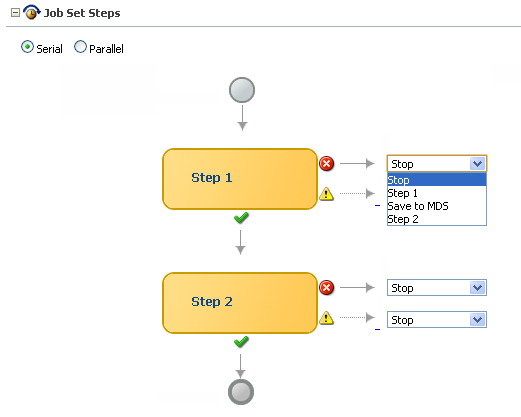 Job Set Steps
Serial Parallel
Step 1
Stop
Stop
Step 1
Save to MDS
Step 2
Step 2
Stop
Stop